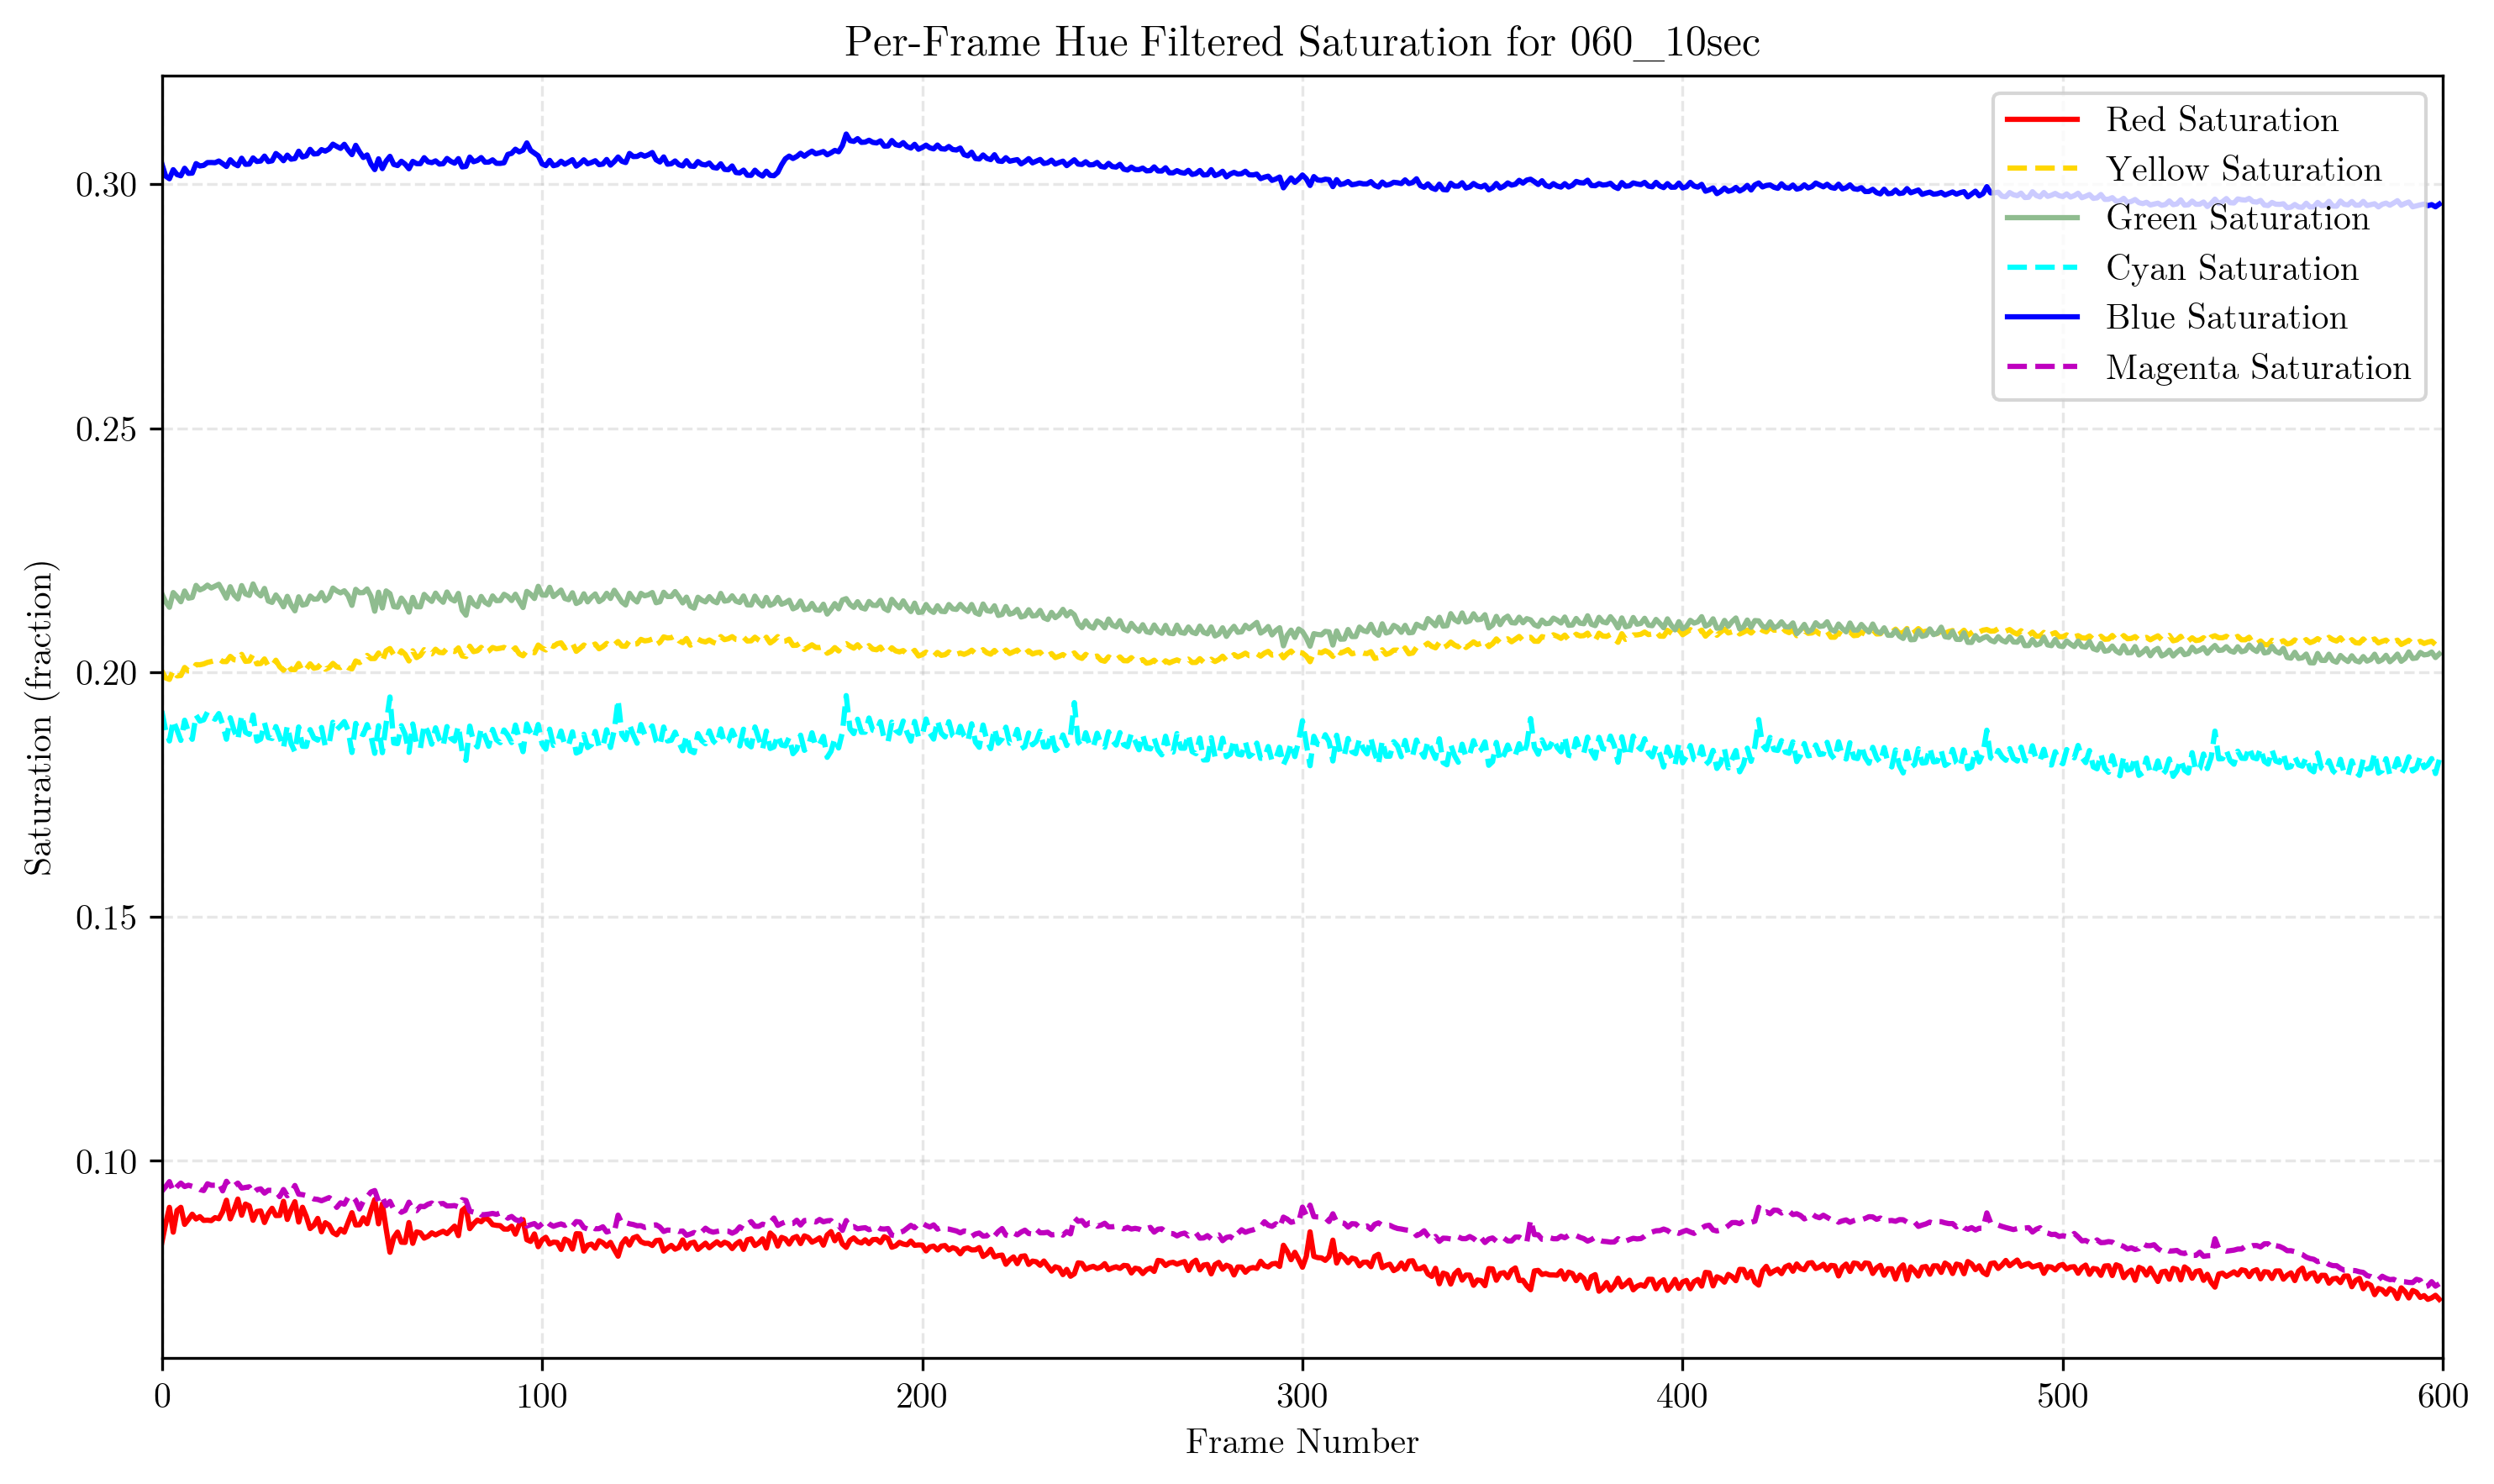 Per-Frame Hue Filtered Saturation for 060_10sec
Red Saturation
Yellow Saturation
Green Saturation
Cyan Saturation
Blue Saturation
Magenta Saturation
Saturation (fraction)
0.30
0.25
0.20
0.15
0.10
0 100 200 300 400 500 600
Frame Number